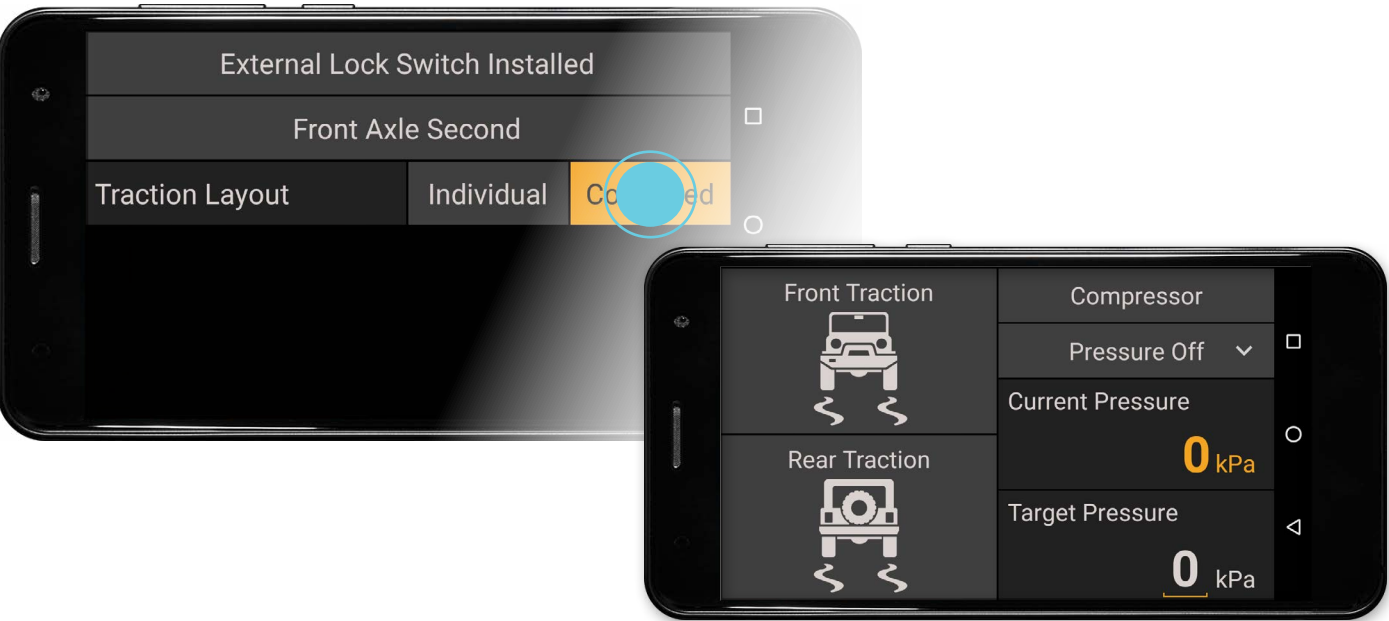 External Lock Switch Installed
Front Axle Second
Traction Layout Individual
Front Traction
Compressor
Pressure Off
Current Pressure
0 kPa
Rear Traction
Target Pressure
0 kPa